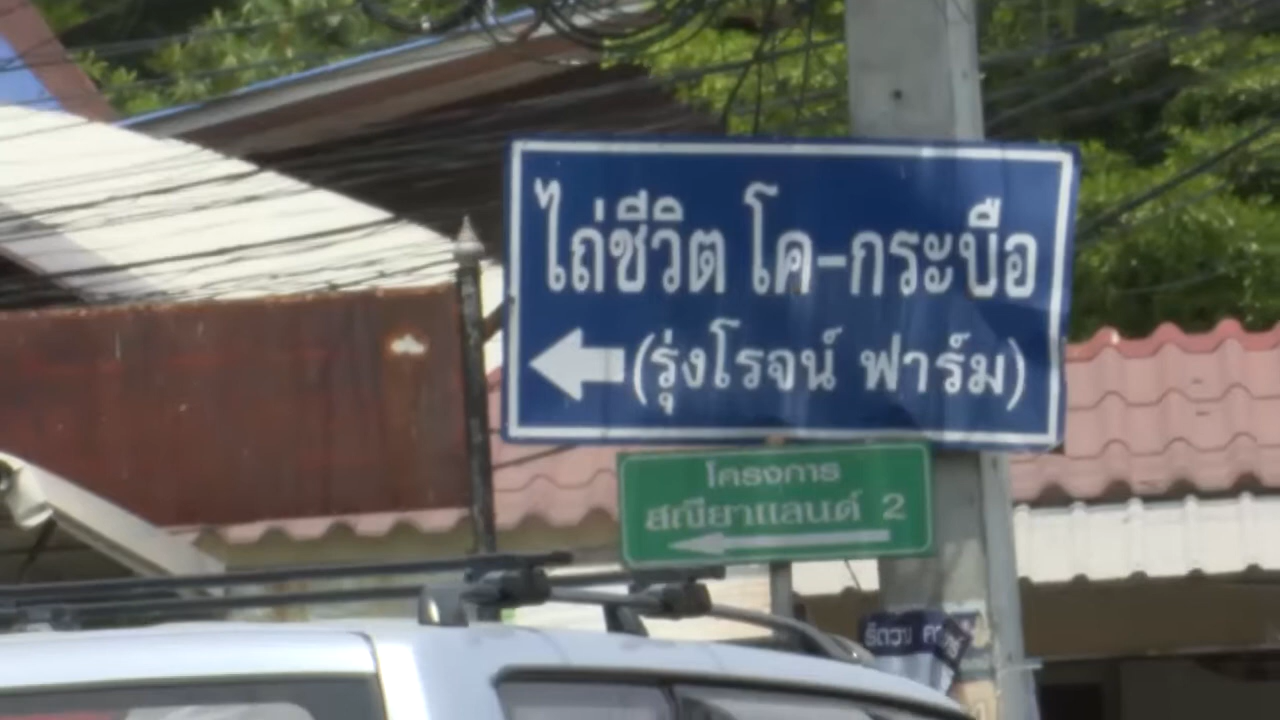 ไถ่ชีวิต โค-กระบือ
(รุ่งโรจน์ ฟาร์ม)
โครงการ
สณียาแลนด์ 2